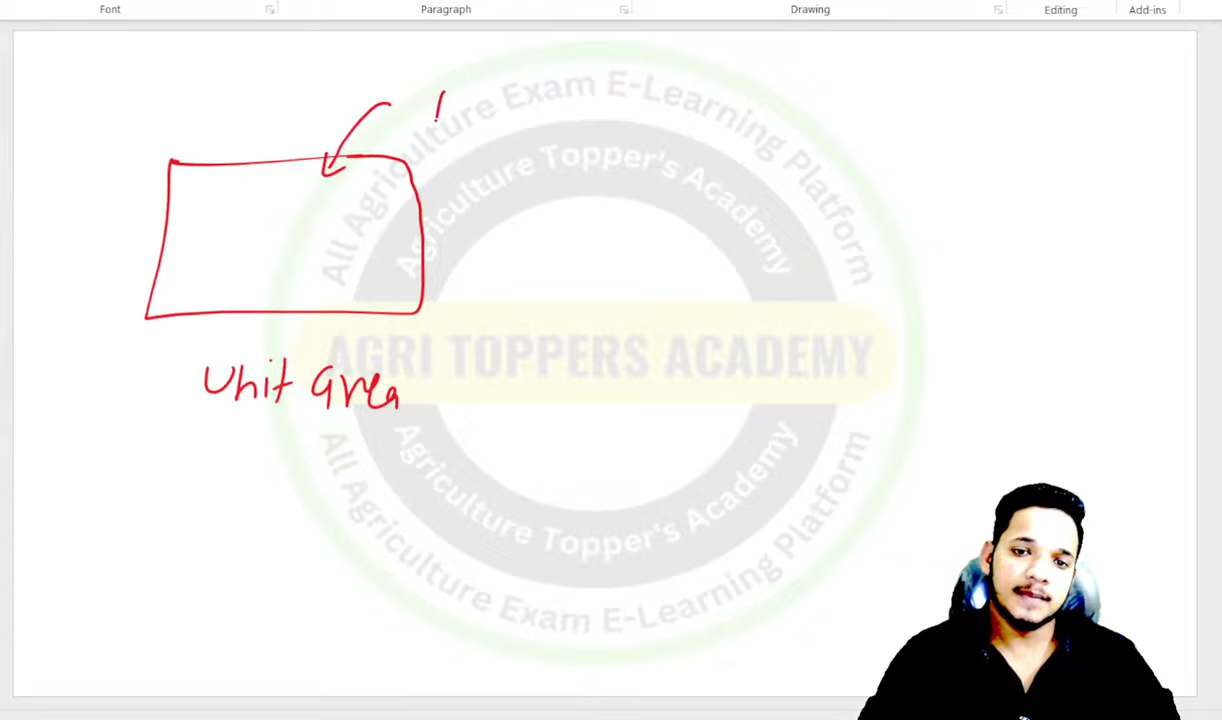 Font Paragraph Drawing Editing Add-ins
All Agriculture Exam E-Learning Platform
Agriculture Topper's Academy
AGRI TOPPERS ACADEMY
Unit area
Agriculture Topper's Academy
All Agriculture Exam E-Learning Platform